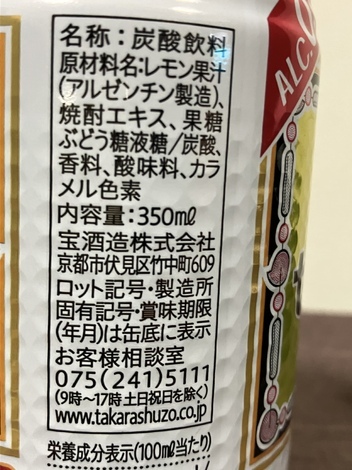 名称：炭酸飲料
原材料名:レモン果汁
(アルゼンチン製造)、
焼酎エキス、果糖
ぶどう糖液糖/炭酸、
香料、酸味料、カラ
メル色素
内容量：350mℓ
宝酒造株式会社
京都市伏見区竹中町609
ロット記号・製造所
固有記号・賞味期限
(年月)は缶底に表示
お客様相談室
075(241)5111
(9時〜17時 土日祝日を除く)
www.takarashuzo.co.jp
栄養成分表示(100mℓ当たり)
ALC.